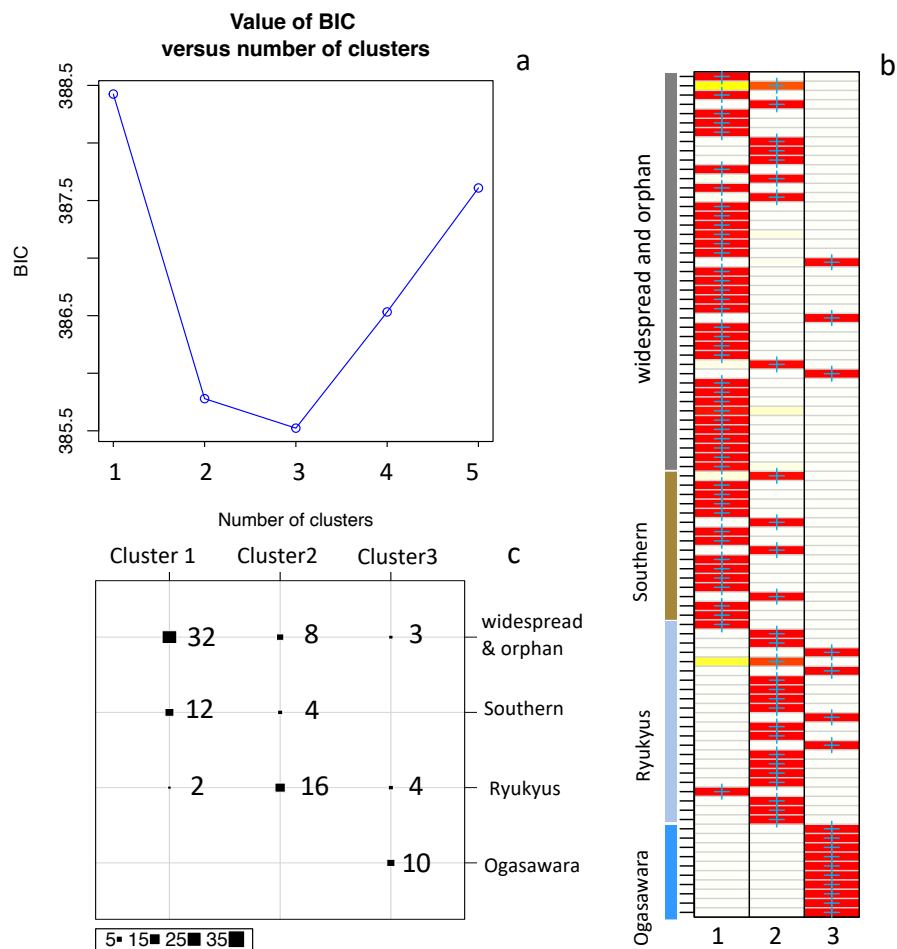 Value of BIC
versus number of clusters
a
BIC
388.5
387.5
386.5
385.5
1 2 3 4 5
Number of clusters
b
widespread and orphan
Southern
Ryukyus
Ogasawara
1 2 3
c
Cluster 1 Cluster2 Cluster3
32 8 3 widespread
& orphan
12 4 Southern
2 16 4 Ryukyus
10 Ogasawara
5 15 25 35